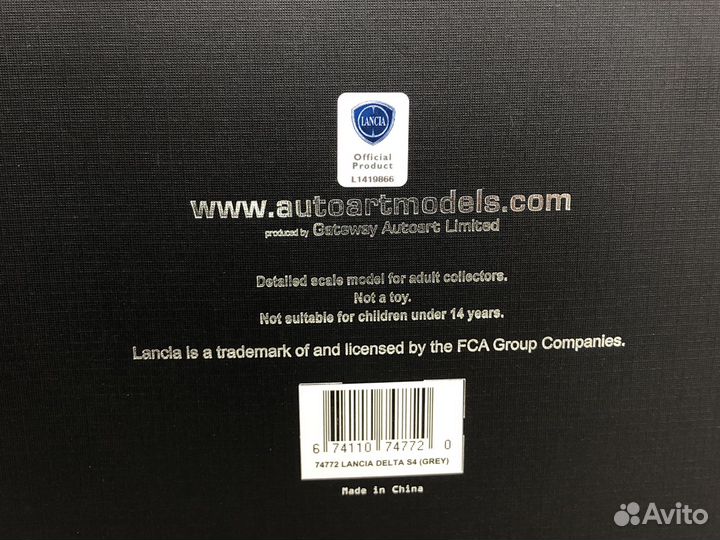 LANCIA
Official
Product
L1419866
www.autoartmodels.com
produced by Gateway Autoart Limited
Detailed scale model for adult collectors.
Not a toy.
Not suitable for children under 14 years.
Lancia is a trademark of and licensed by the FCA Group Companies.
6 74110 74772 0
74772 LANCIA DELTA S4 (GREY)
Made in China
Avito